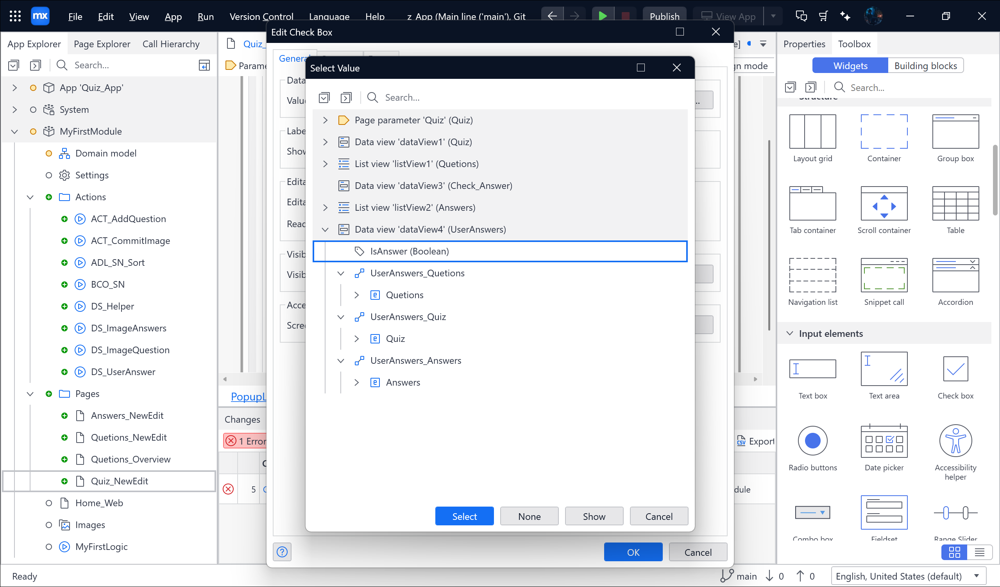 mx
File
Edit
View
App
Run
Version Control
Language
Help
z_App (Main line ('main'), Git
Publish
View App
App Explorer
Page Explorer
Call Hierarchy
Search...
App 'Quiz_App'
System
MyFirstModule
Domain model
Settings
Actions
ACT_AddQuestion
ACT_CommitImage
ADL_SN_Sort
BCO_SN
DS_Helper
DS_ImageAnswers
DS_ImageQuestion
DS_UserAnswer
Pages
Answers_NewEdit
Quetions_NewEdit
Quetions_Overview
Quiz_NewEdit
Home_Web
Images
MyFirstLogic
Quiz_
Parame
PopupL
Changes
1 Error
5
Export
dule
gn mode
Edit Check Box
General
Data
Value
Labe
Show
Edita
Edita
Read
Visib
Visib
Acce
Scree
OK
Cancel
Select Value
Search...
Page parameter 'Quiz' (Quiz)
Data view 'dataView1' (Quiz)
List view 'listView1' (Quetions)
Data view 'dataView3' (Check_Answer)
List view 'listView2' (Answers)
Data view 'dataView4' (UserAnswers)
IsAnswer (Boolean)
UserAnswers_Quetions
Quetions
UserAnswers_Quiz
Quiz
UserAnswers_Answers
Answers
Select
None
Show
Cancel
Properties
Toolbox
Widgets
Building blocks
Search...
Structure
Layout grid
Container
Group box
Tab container
Scroll container
Table
Navigation list
Snippet call
Accordion
Input elements
Text box
Text area
Check box
Radio buttons
Date picker
Accessibility
helper
Combo box
Fieldset
Range Slider
Ready
main
0
0
English, United States (default)